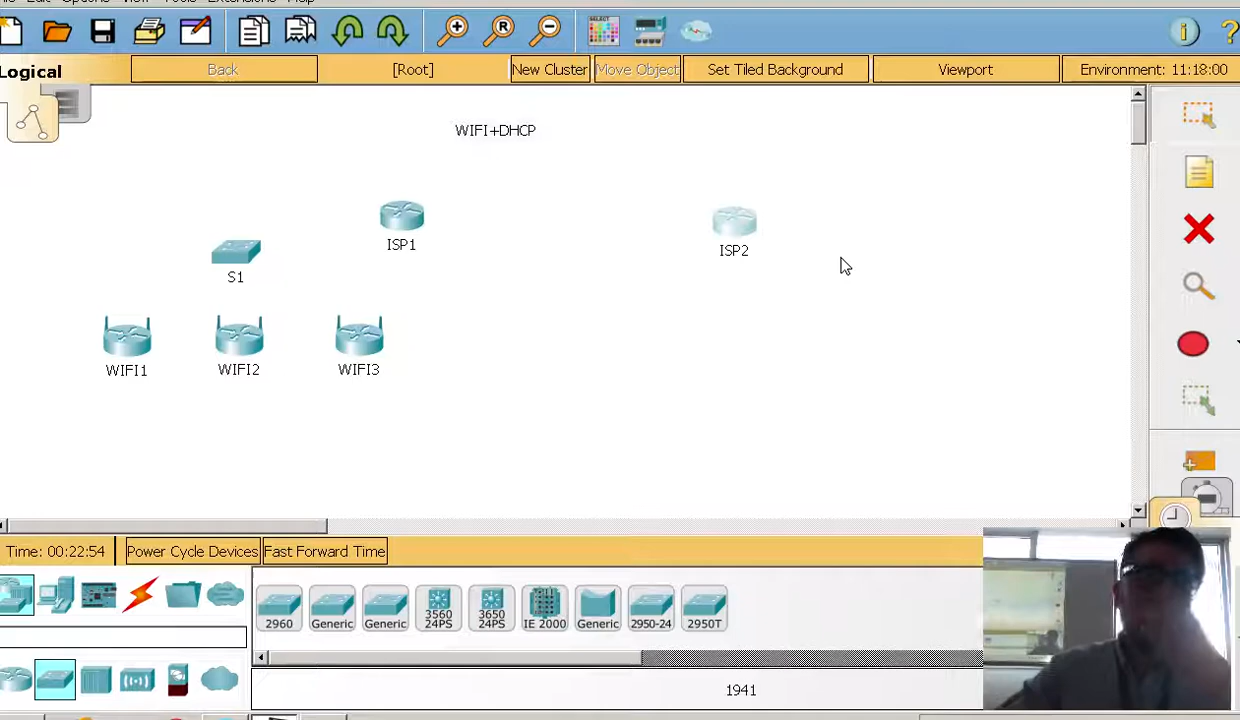 Logical
Back
[Root]
New Cluster
Move Object
Set Tiled Background
Viewport
Environment: 11:18:00
WIFI+DHCP
ISP1
ISP2
S1
WIFI1
WIFI2
WIFI3
Time: 00:22:54
Power Cycle Devices
Fast Forward Time
2960
Generic
Generic
3560
24PS
3650
24PS
IE 2000
Generic
2950-24
2950T
1941